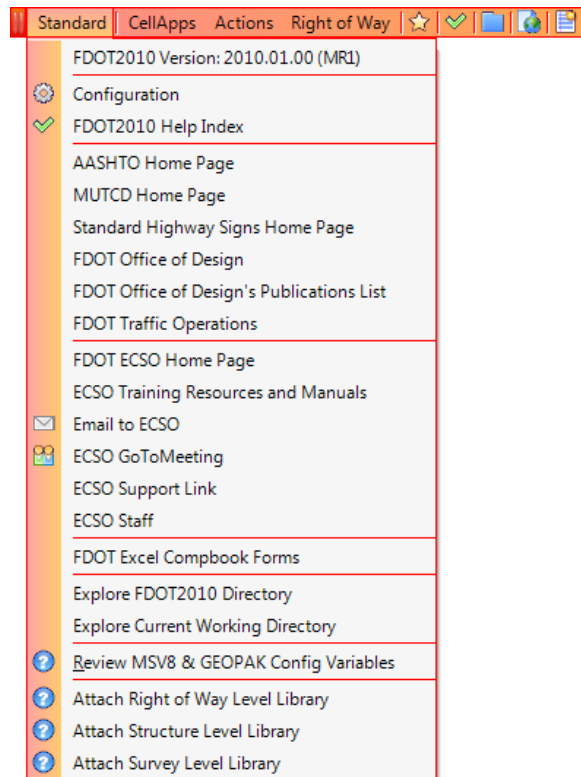 Standard CellApps Actions Right of Way
FDOT2010 Version: 2010.01.00 (MR1)
Configuration
FDOT2010 Help Index
AASHTO Home Page
MUTCD Home Page
Standard Highway Signs Home Page
FDOT Office of Design
FDOT Office of Design's Publications List
FDOT Traffic Operations
FDOT ECSO Home Page
ECSO Training Resources and Manuals
Email to ECSO
ECSO GoToMeeting
ECSO Support Link
ECSO Staff
FDOT Excel Compbook Forms
Explore FDOT2010 Directory
Explore Current Working Directory
Review MSV8 & GEOPAK Config Variables
Attach Right of Way Level Library
Attach Structure Level Library
Attach Survey Level Library